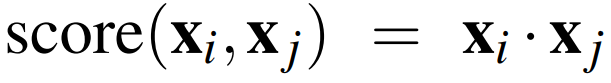 score(𝐱ᵢ, 𝐱ⱼ) = 𝐱ᵢ · 𝐱ⱼ